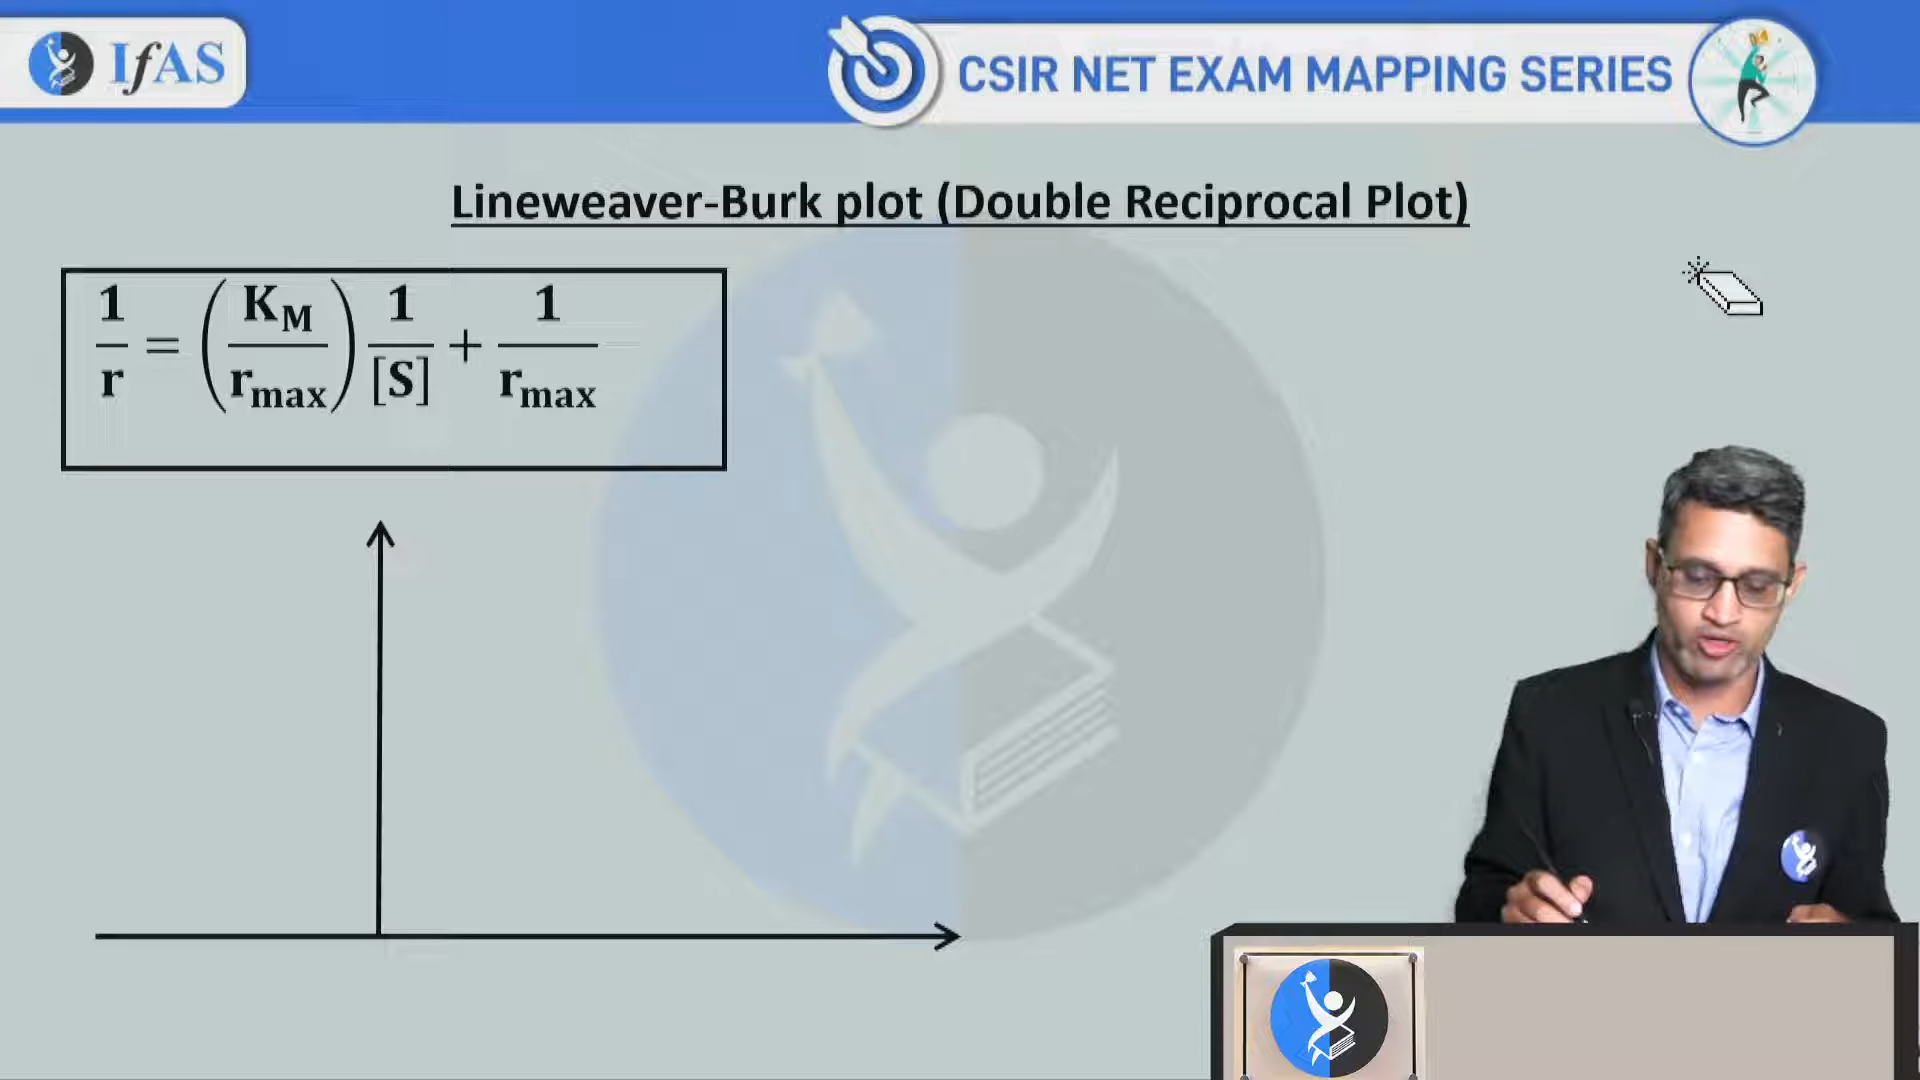 IfAS
CSIR NET EXAM MAPPING SERIES
Lineweaver-Burk plot (Double Reciprocal Plot)
1/r = (K_M/r_max) 1/[S] + 1/r_max